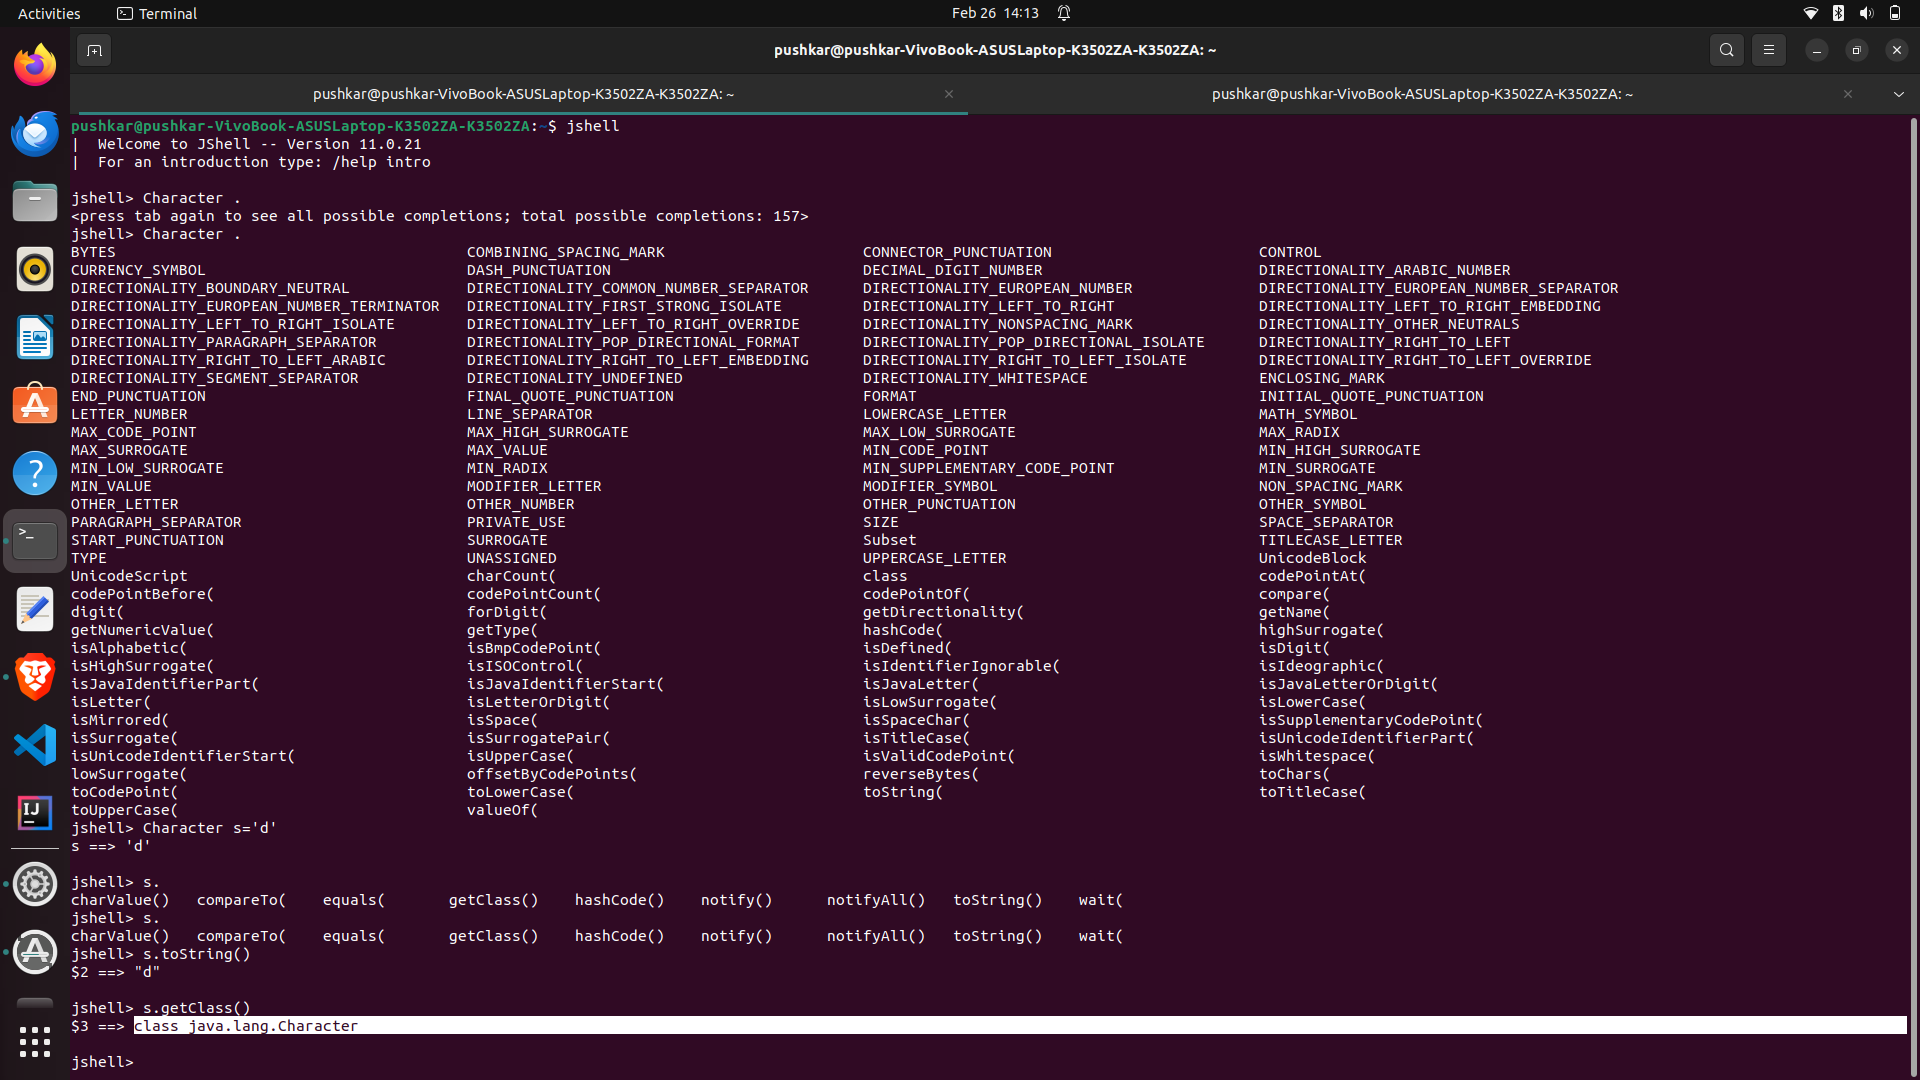 Activities Terminal Feb 26 14:13
pushkar@pushkar-VivoBook-ASUSLaptop-K3502ZA-K3502ZA: ~
pushkar@pushkar-VivoBook-ASUSLaptop-K3502ZA-K3502ZA: ~ pushkar@pushkar-VivoBook-ASUSLaptop-K3502ZA-K3502ZA: ~
pushkar@pushkar-VivoBook-ASUSLaptop-K3502ZA-K3502ZA:~$ jshell
| Welcome to JShell -- Version 11.0.21
| For an introduction type: /help intro
jshell> Character .
<press tab again to see all possible completions; total possible completions: 157>
jshell> Character .
BYTES COMBINING_SPACING_MARK CONNECTOR_PUNCTUATION CONTROL
CURRENCY_SYMBOL DASH_PUNCTUATION DECIMAL_DIGIT_NUMBER DIRECTIONALITY_ARABIC_NUMBER
DIRECTIONALITY_BOUNDARY_NEUTRAL DIRECTIONALITY_COMMON_NUMBER_SEPARATOR DIRECTIONALITY_EUROPEAN_NUMBER DIRECTIONALITY_EUROPEAN_NUMBER_SEPARATOR
DIRECTIONALITY_EUROPEAN_NUMBER_TERMINATOR DIRECTIONALITY_FIRST_STRONG_ISOLATE DIRECTIONALITY_LEFT_TO_RIGHT DIRECTIONALITY_LEFT_TO_RIGHT_EMBEDDING
DIRECTIONALITY_LEFT_TO_RIGHT_ISOLATE DIRECTIONALITY_LEFT_TO_RIGHT_OVERRIDE DIRECTIONALITY_NONSPACING_MARK DIRECTIONALITY_OTHER_NEUTRALS
DIRECTIONALITY_PARAGRAPH_SEPARATOR DIRECTIONALITY_POP_DIRECTIONAL_FORMAT DIRECTIONALITY_POP_DIRECTIONAL_ISOLATE DIRECTIONALITY_RIGHT_TO_LEFT
DIRECTIONALITY_RIGHT_TO_LEFT_ARABIC DIRECTIONALITY_RIGHT_TO_LEFT_EMBEDDING DIRECTIONALITY_RIGHT_TO_LEFT_ISOLATE DIRECTIONALITY_RIGHT_TO_LEFT_OVERRIDE
DIRECTIONALITY_SEGMENT_SEPARATOR DIRECTIONALITY_UNDEFINED DIRECTIONALITY_WHITESPACE ENCLOSING_MARK
END_PUNCTUATION FINAL_QUOTE_PUNCTUATION FORMAT INITIAL_QUOTE_PUNCTUATION
LETTER_NUMBER LINE_SEPARATOR LOWERCASE_LETTER MATH_SYMBOL
MAX_CODE_POINT MAX_HIGH_SURROGATE MAX_LOW_SURROGATE MAX_RADIX
MAX_SURROGATE MAX_VALUE MIN_CODE_POINT MIN_HIGH_SURROGATE
MIN_LOW_SURROGATE MIN_RADIX MIN_SUPPLEMENTARY_CODE_POINT MIN_SURROGATE
MIN_VALUE MODIFIER_LETTER MODIFIER_SYMBOL NON_SPACING_MARK
OTHER_LETTER OTHER_NUMBER OTHER_PUNCTUATION OTHER_SYMBOL
PARAGRAPH_SEPARATOR PRIVATE_USE SIZE SPACE_SEPARATOR
START_PUNCTUATION SURROGATE Subset TITLECASE_LETTER
TYPE UNASSIGNED UPPERCASE_LETTER UnicodeBlock
UnicodeScript charCount( class codePointAt(
codePointBefore( codePointCount( codePointOf( compare(
digit( forDigit( getDirectionality( getName(
getNumericValue( getType( hashCode( highSurrogate(
isAlphabetic( isBmpCodePoint( isDefined( isDigit(
isHighSurrogate( isISOControl( isIdentifierIgnorable( isIdeographic(
isJavaIdentifierPart( isJavaIdentifierStart( isJavaLetter( isJavaLetterOrDigit(
isLetter( isLetterOrDigit( isLowSurrogate( isLowerCase(
isMirrored( isSpace( isSpaceChar( isSupplementaryCodePoint(
isSurrogate( isSurrogatePair( isTitleCase( isUnicodeIdentifierPart(
isUnicodeIdentifierStart( isUpperCase( isValidCodePoint( isWhitespace(
lowSurrogate( offsetByCodePoints( reverseBytes( toChars(
toCodePoint( toLowerCase( toString( toTitleCase(
toUpperCase( valueOf(
jshell> Character s='d'
s ==> 'd'
jshell> s.
charValue() compareTo( equals( getClass() hashCode() notify() notifyAll() toString() wait(
jshell> s.
charValue() compareTo( equals( getClass() hashCode() notify() notifyAll() toString() wait(
jshell> s.toString()
$2 ==> "d"
jshell> s.getClass()
$3 ==> class java.lang.Character
jshell>